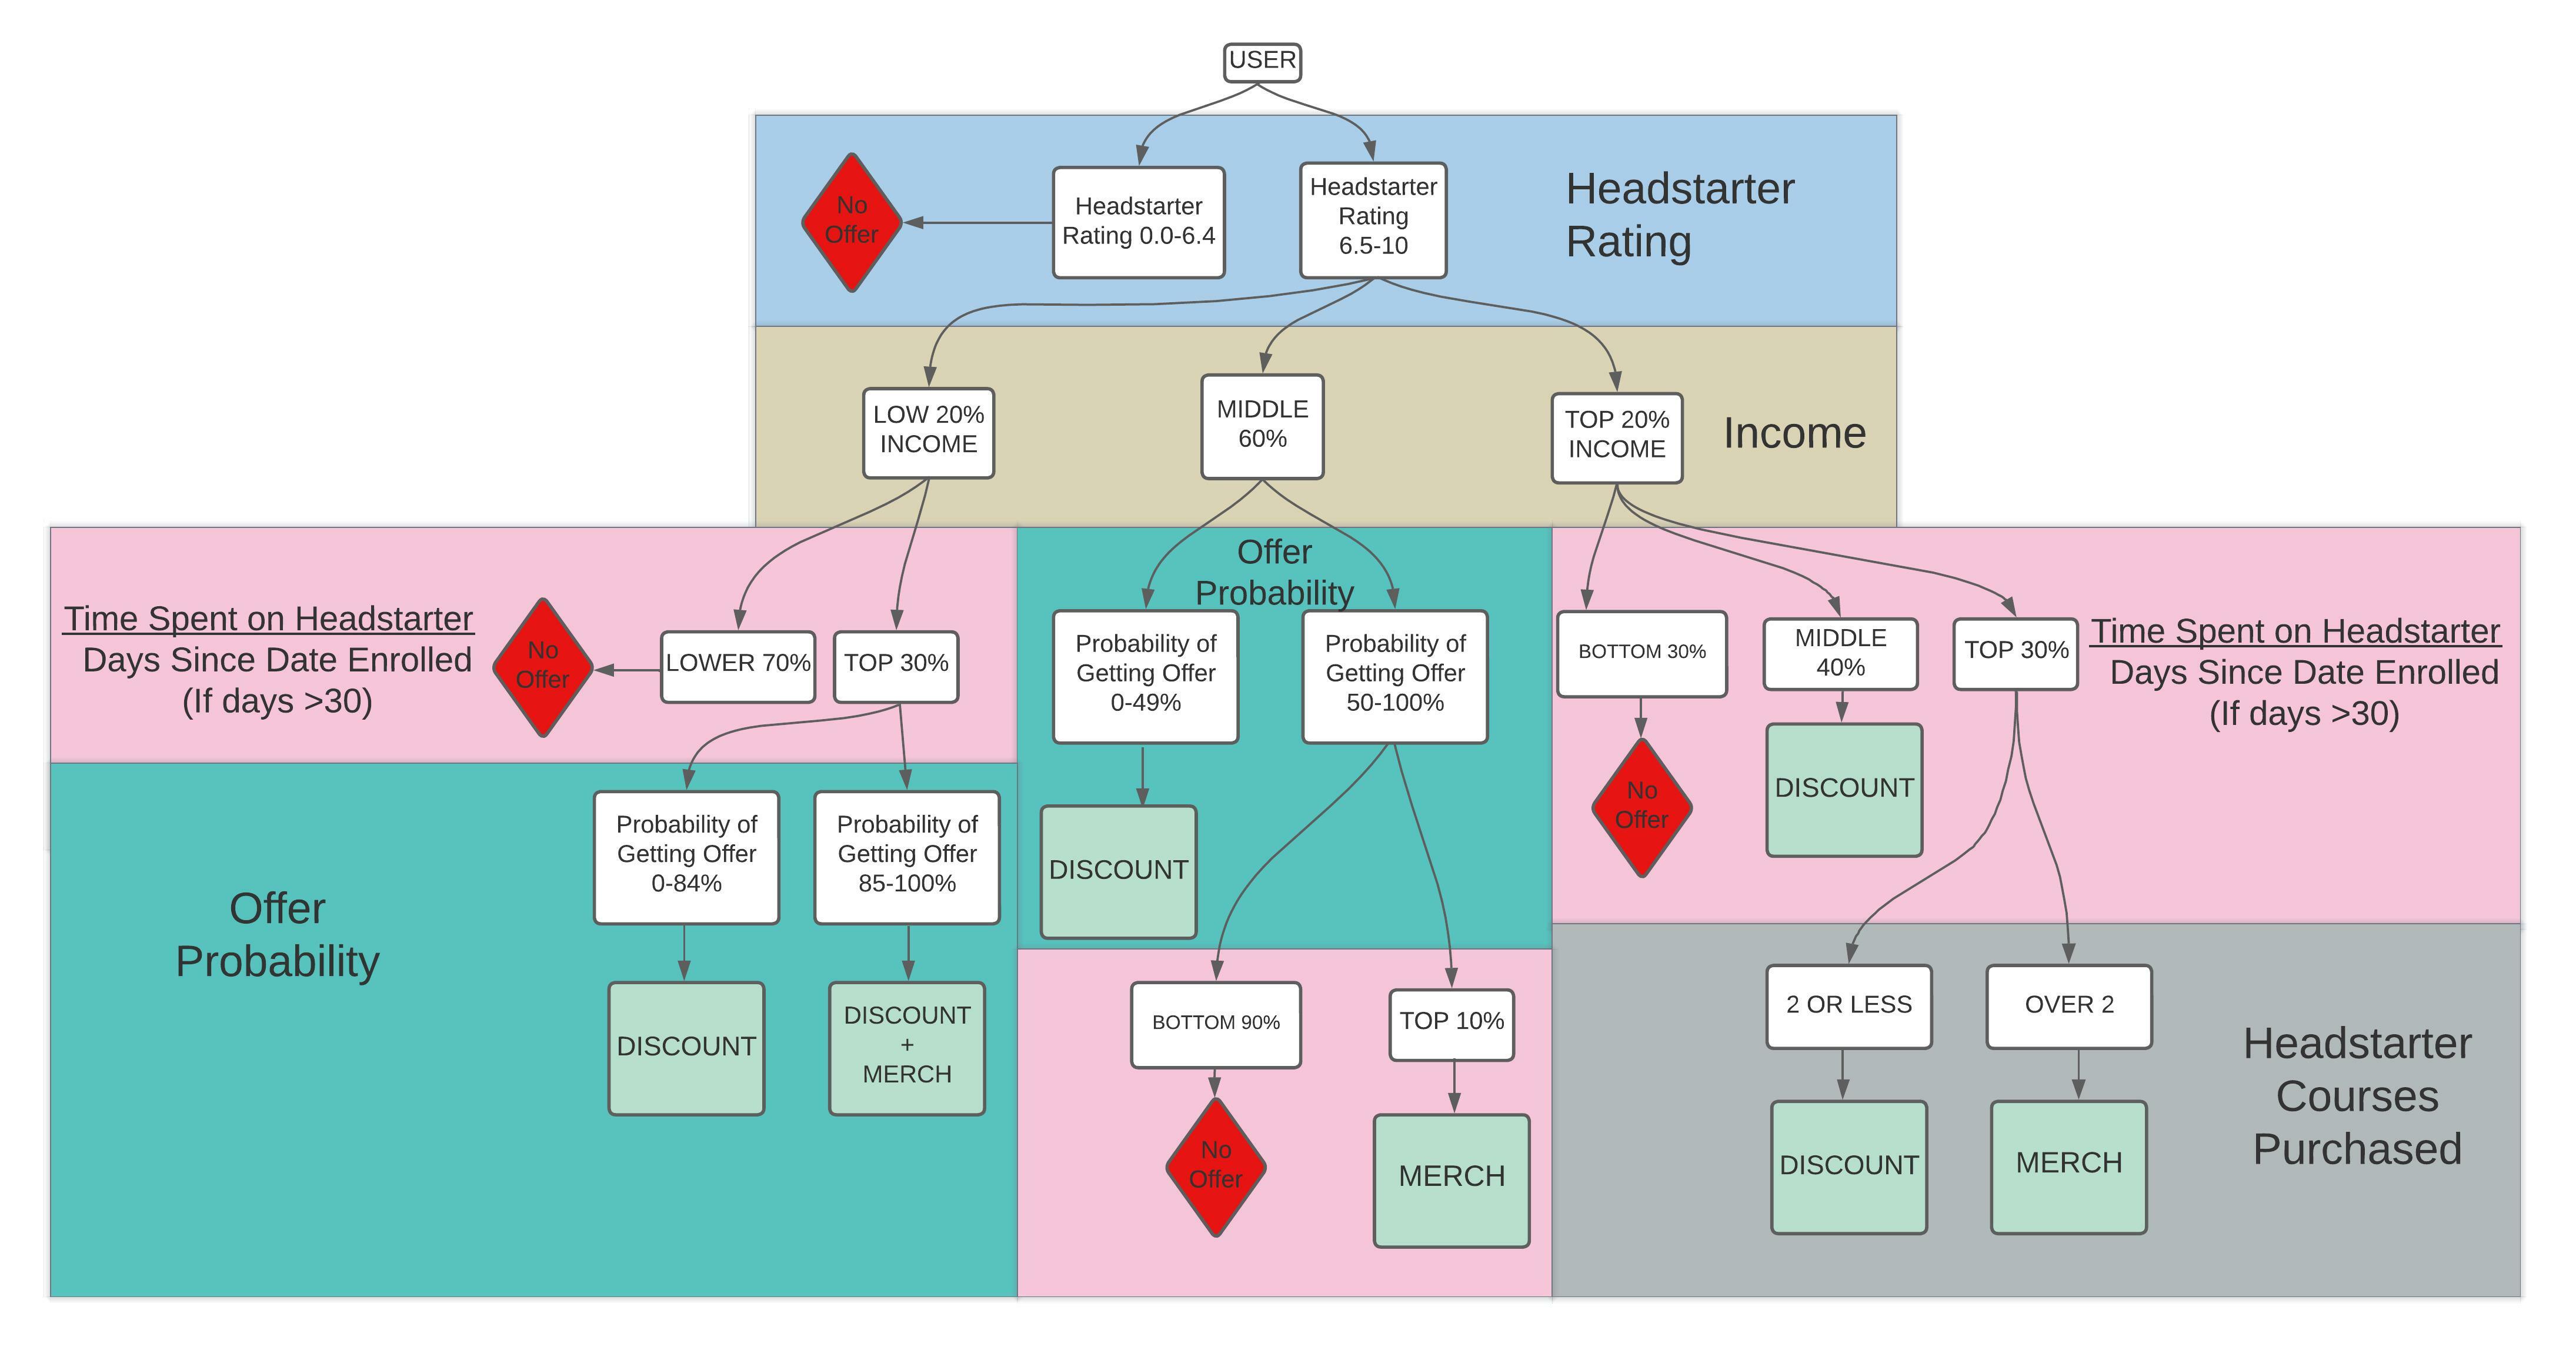 USER
No
Offer
Headstarter
Rating 0.0-6.4
Headstarter
Rating
6.5-10
Headstarter
Rating
LOW 20%
INCOME
MIDDLE
60%
TOP 20%
INCOME
Income
Time Spent on Headstarter
Days Since Date Enrolled
(If days >30)
No
Offer
LOWER 70%
TOP 30%
Offer
Probability
Probability of
Getting Offer
0-49%
Probability of
Getting Offer
50-100%
BOTTOM 30%
MIDDLE
40%
TOP 30%
Time Spent on Headstarter
Days Since Date Enrolled
(If days >30)
No
Offer
DISCOUNT
Offer
Probability
Probability of
Getting Offer
0-84%
Probability of
Getting Offer
85-100%
DISCOUNT
DISCOUNT
DISCOUNT
+
MERCH
BOTTOM 90%
TOP 10%
No
Offer
MERCH
2 OR LESS
OVER 2
DISCOUNT
MERCH
Headstarter
Courses
Purchased